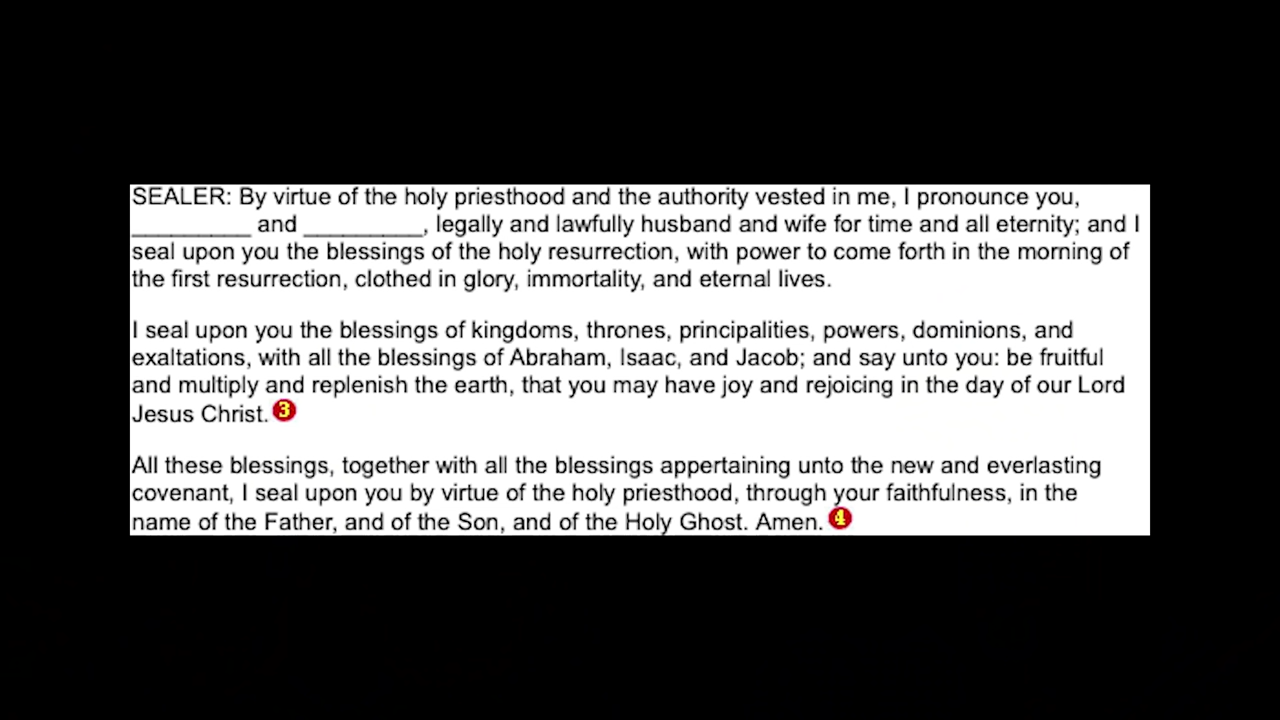 SEALER: By virtue of the holy priesthood and the authority vested in me, I pronounce you,
_________ and _________, legally and lawfully husband and wife for time and all eternity; and I
seal upon you the blessings of the holy resurrection, with power to come forth in the morning of
the first resurrection, clothed in glory, immortality, and eternal lives.
I seal upon you the blessings of kingdoms, thrones, principalities, powers, dominions, and
exaltations, with all the blessings of Abraham, Isaac, and Jacob; and say unto you: be fruitful
and multiply and replenish the earth, that you may have joy and rejoicing in the day of our Lord
Jesus Christ. 3
All these blessings, together with all the blessings appertaining unto the new and everlasting
covenant, I seal upon you by virtue of the holy priesthood, through your faithfulness, in the
name of the Father, and of the Son, and of the Holy Ghost. Amen. 4